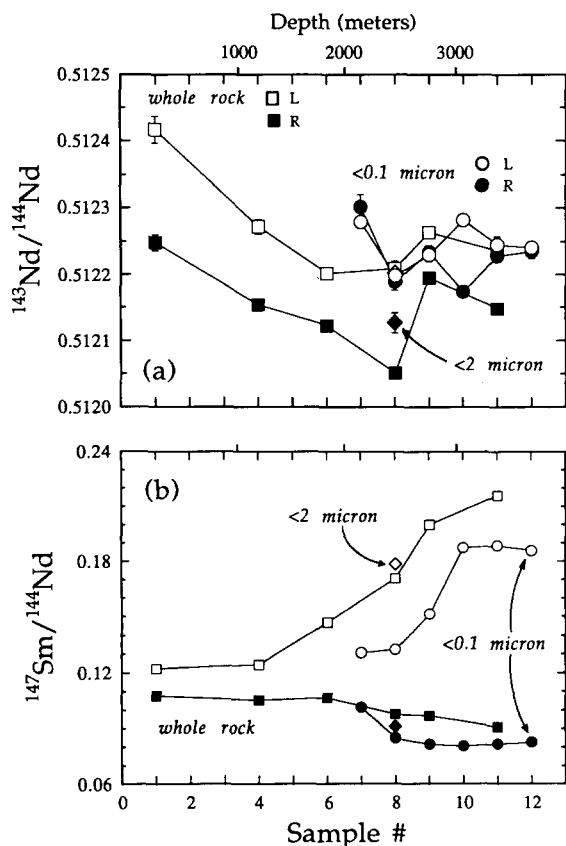 Depth (meters)
1000 2000 3000
0.5125
0.5124
0.5123
0.5122
0.5121
0.5120
143Nd/144Nd
whole rock L
R
<0.1 micron L
R
<2 micron
(a)
0.24
0.18
0.12
0.06
147Sm/144Nd
(b)
<2 micron
<0.1 micron
whole rock
0 2 4 6 8 10 12
Sample #